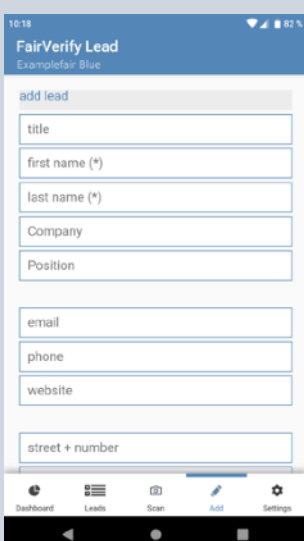 10:18 82 %
FairVerify Lead
Examplefair Blue
add lead
title
first name (*)
last name (*)
Company
Position
email
phone
website
street + number
Dashboard Leads Scan Add Settings